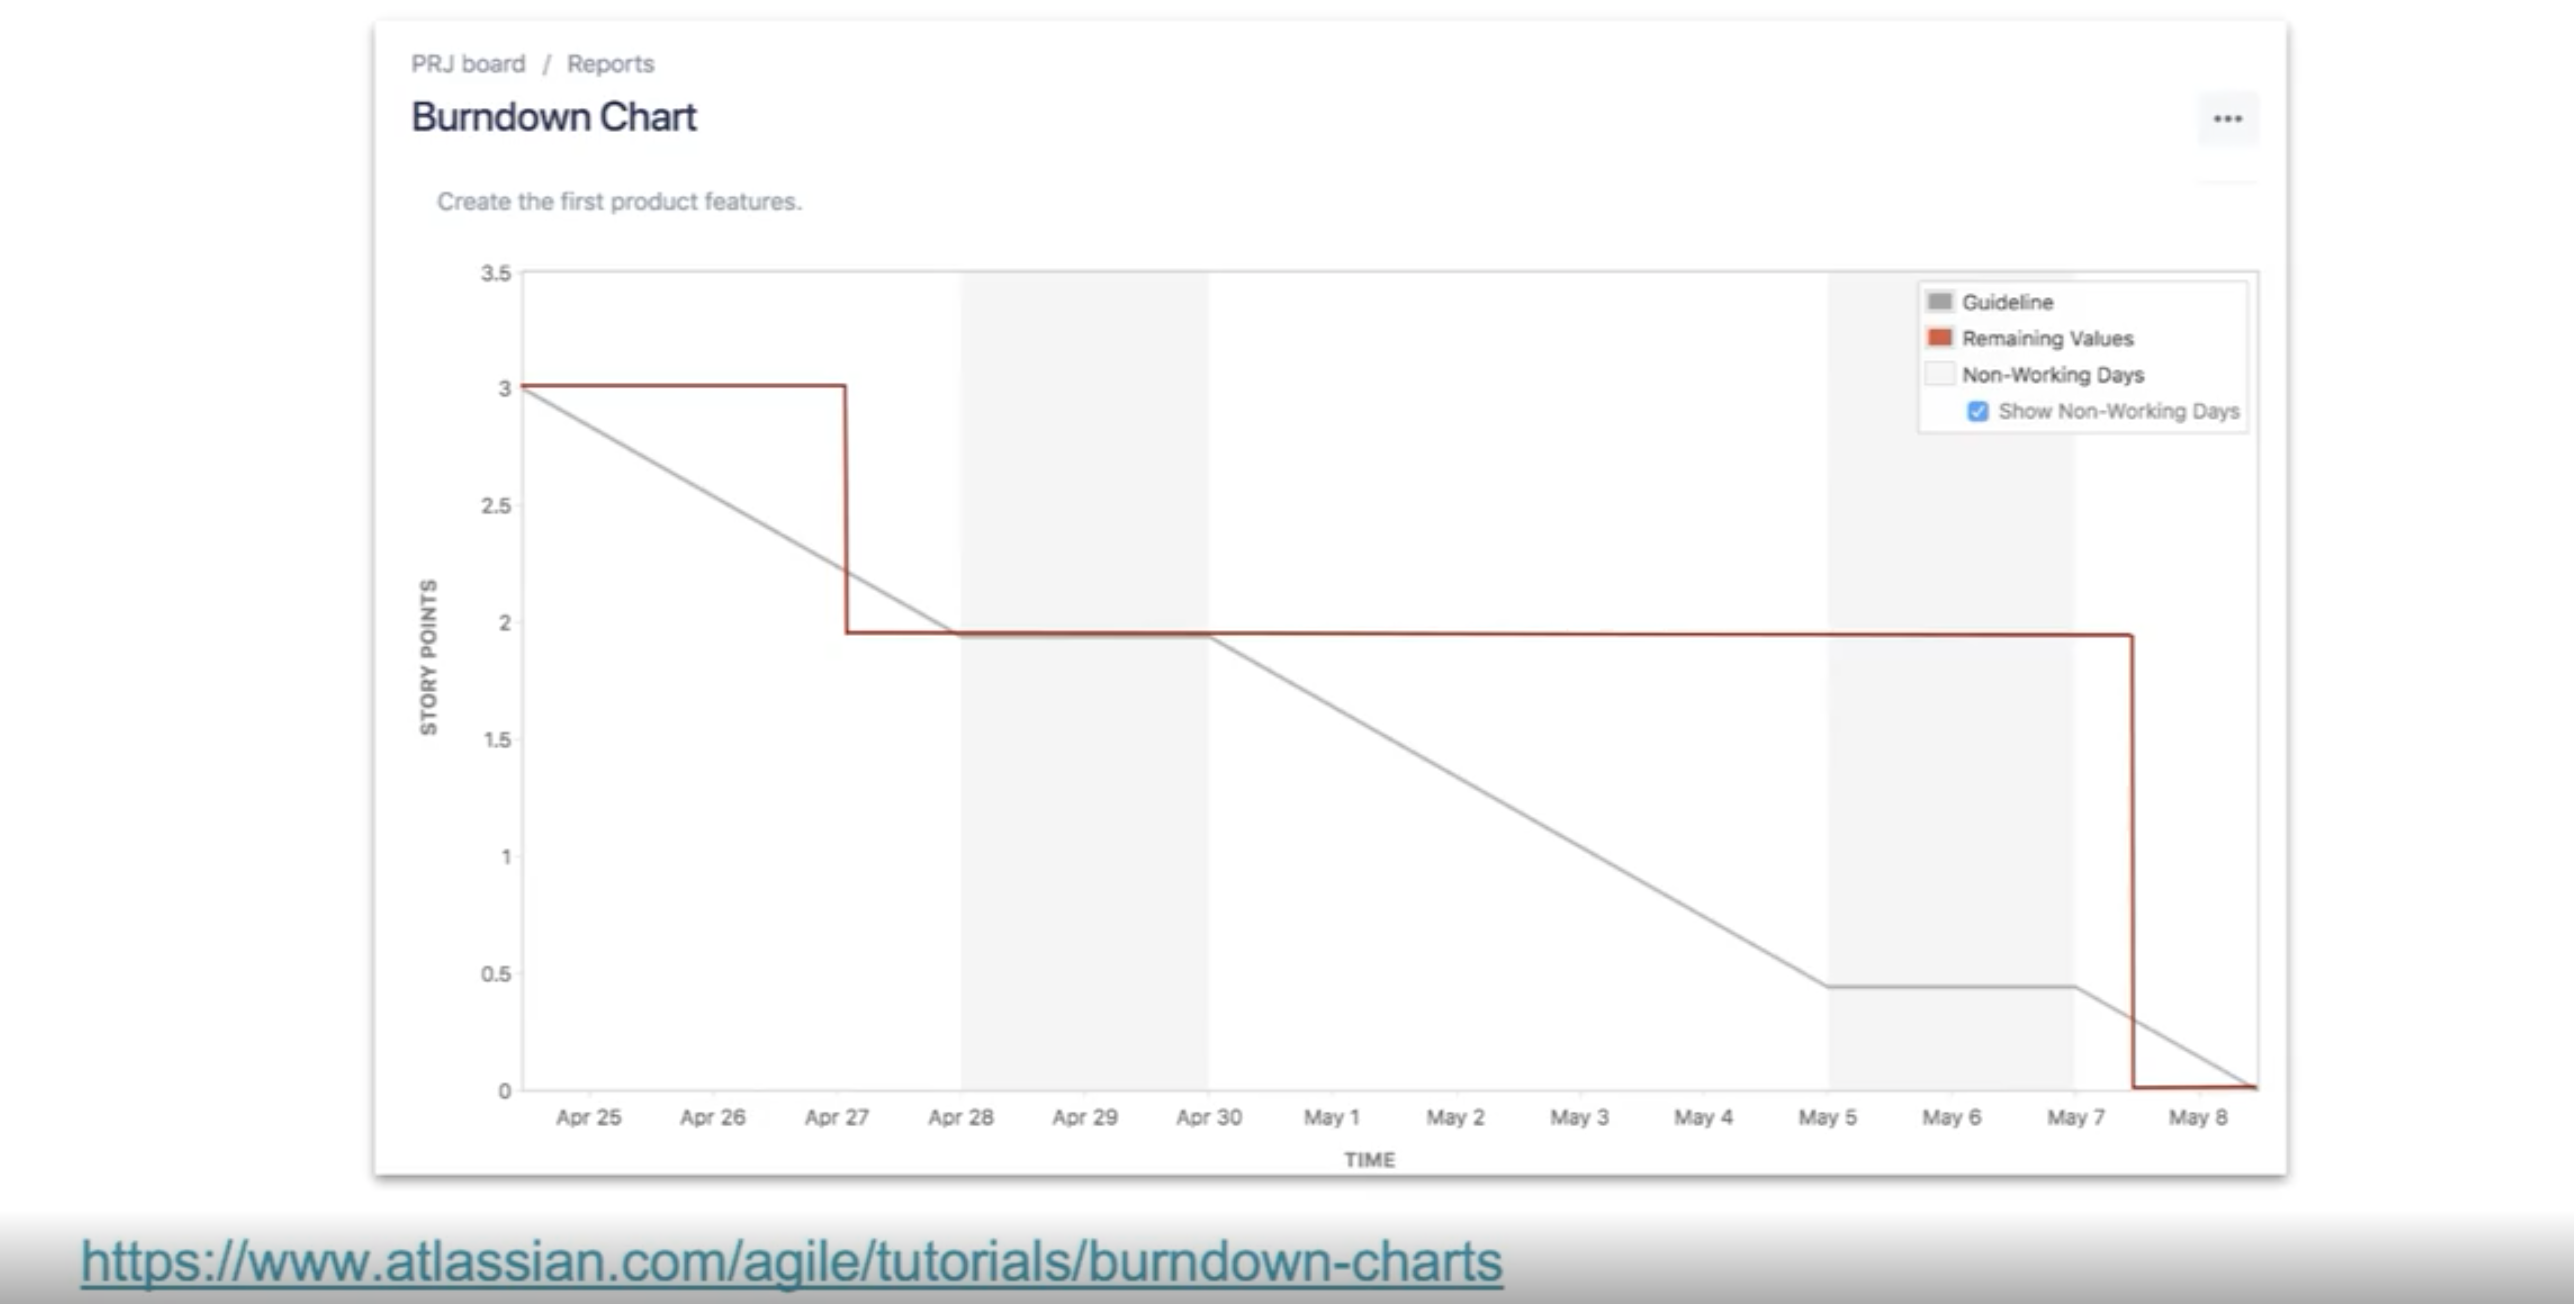 PRJ board / Reports
Burndown Chart
•••
Create the first product features.
3.5
3
2.5
2
1.5
1
0.5
0
STORY POINTS
Guideline
Remaining Values
Non-Working Days
Show Non-Working Days
Apr 25 Apr 26 Apr 27 Apr 28 Apr 29 Apr 30 May 1 May 2 May 3 May 4 May 5 May 6 May 7 May 8
TIME
https://www.atlassian.com/agile/tutorials/burndown-charts